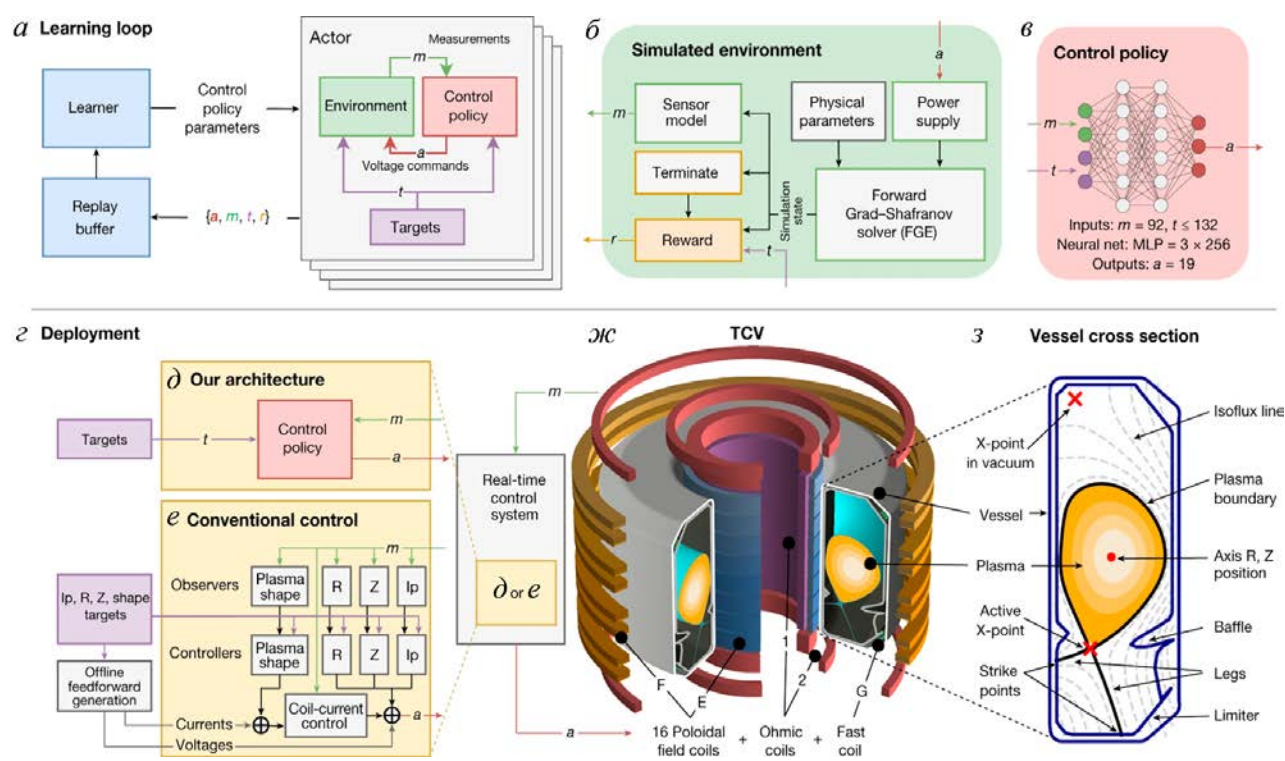 а Learning loop
Learner
Replay
buffer
Control
policy
parameters
{a, m, t, r}
Actor
Measurements
m
Environment
Control
policy
a
Voltage commands
t
Targets
б
Simulated environment
a
m
Sensor
model
Physical
parameters
Power
supply
Terminate
Reward
r
t
Simulation
state
Forward
Grad–Shafranov
solver (FGE)
в
Control policy
m
t
a
Inputs: m = 92, t ≤ 132
Neural net: MLP = 3 × 256
Outputs: a = 19
г Deployment
Targets
t
д Our architecture
Control
policy
m
a
е Conventional control
m
Observers
Plasma
shape
R
Z
Ip
Ip, R, Z, shape
targets
Controllers
Plasma
shape
R
Z
Ip
Offline
feedforward
generation
Currents
Voltages
Coil-current
control
a
m
Real-time
control
system
д or е
a
ж
TCV
1
2
F
E
G
16 Poloidal
field coils
+
Ohmic
coils
+
Fast
coil
з Vessel cross section
X-point
in vacuum
Vessel
Plasma
Active
X-point
Strike
points
Isoflux line
Plasma
boundary
Axis R, Z
position
Baffle
Legs
Limiter